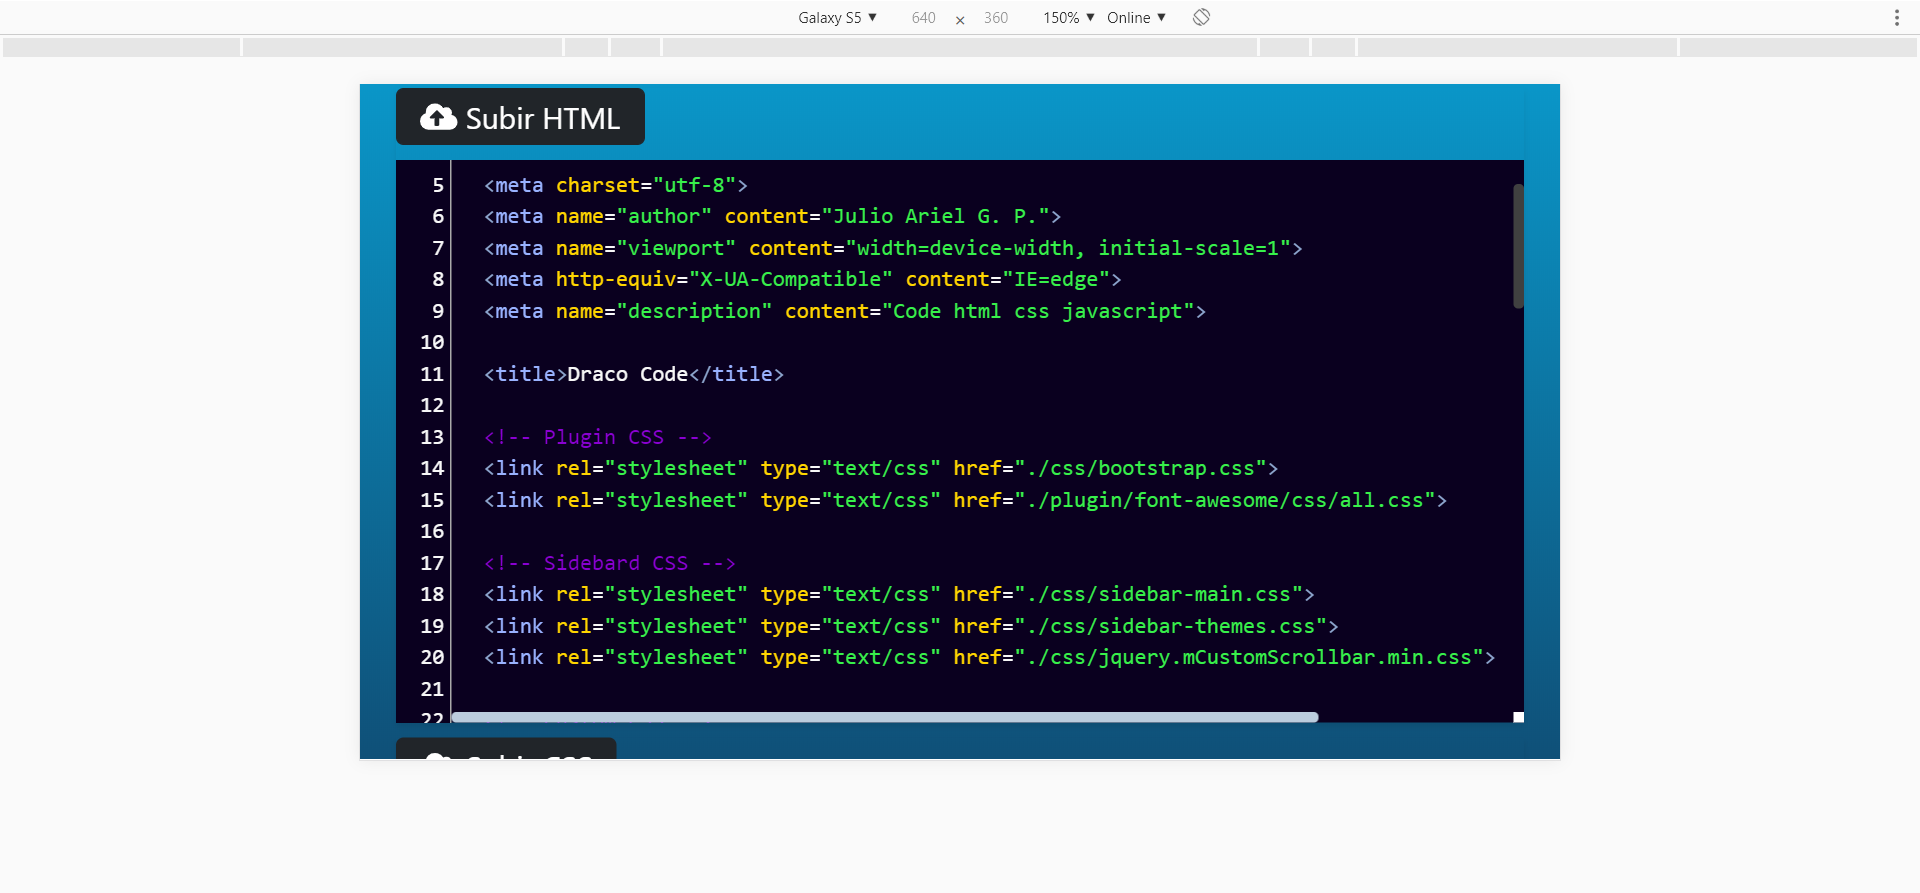 Galaxy S5 ▼ 640 × 360 150% ▼ Online ▼
Subir HTML
5 <meta charset="utf-8">
6 <meta name="author" content="Julio Ariel G. P.">
7 <meta name="viewport" content="width=device-width, initial-scale=1">
8 <meta http-equiv="X-UA-Compatible" content="IE=edge">
9 <meta name="description" content="Code html css javascript">
10
11 <title>Draco Code</title>
12
13 <!-- Plugin CSS -->
14 <link rel="stylesheet" type="text/css" href="./css/bootstrap.css">
15 <link rel="stylesheet" type="text/css" href="./plugin/font-awesome/css/all.css">
16
17 <!-- Sidebard CSS -->
18 <link rel="stylesheet" type="text/css" href="./css/sidebar-main.css">
19 <link rel="stylesheet" type="text/css" href="./css/sidebar-themes.css">
20 <link rel="stylesheet" type="text/css" href="./css/jquery.mCustomScrollbar.min.css">
21
22
Subir CSS